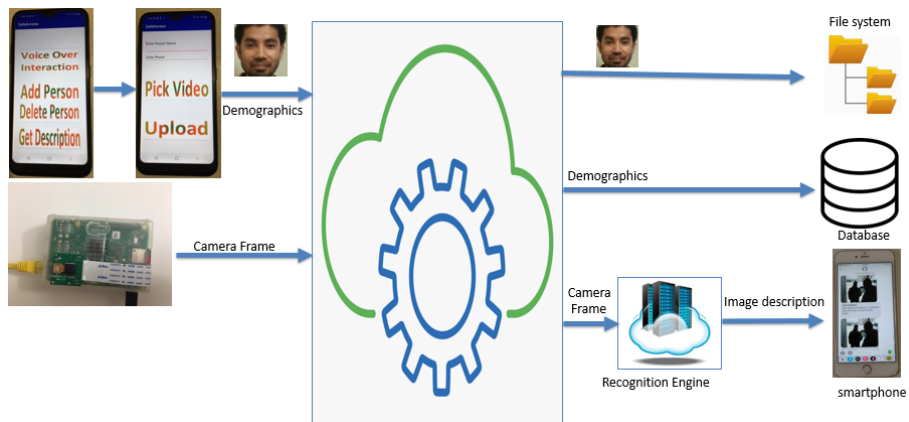 Voice Over
Interaction
Add Person
Delete Person
Get Description
Pick Video
Upload
Demographics
File system
Demographics
Database
Camera Frame
Camera
Frame
Image description
Recognition Engine
smartphone